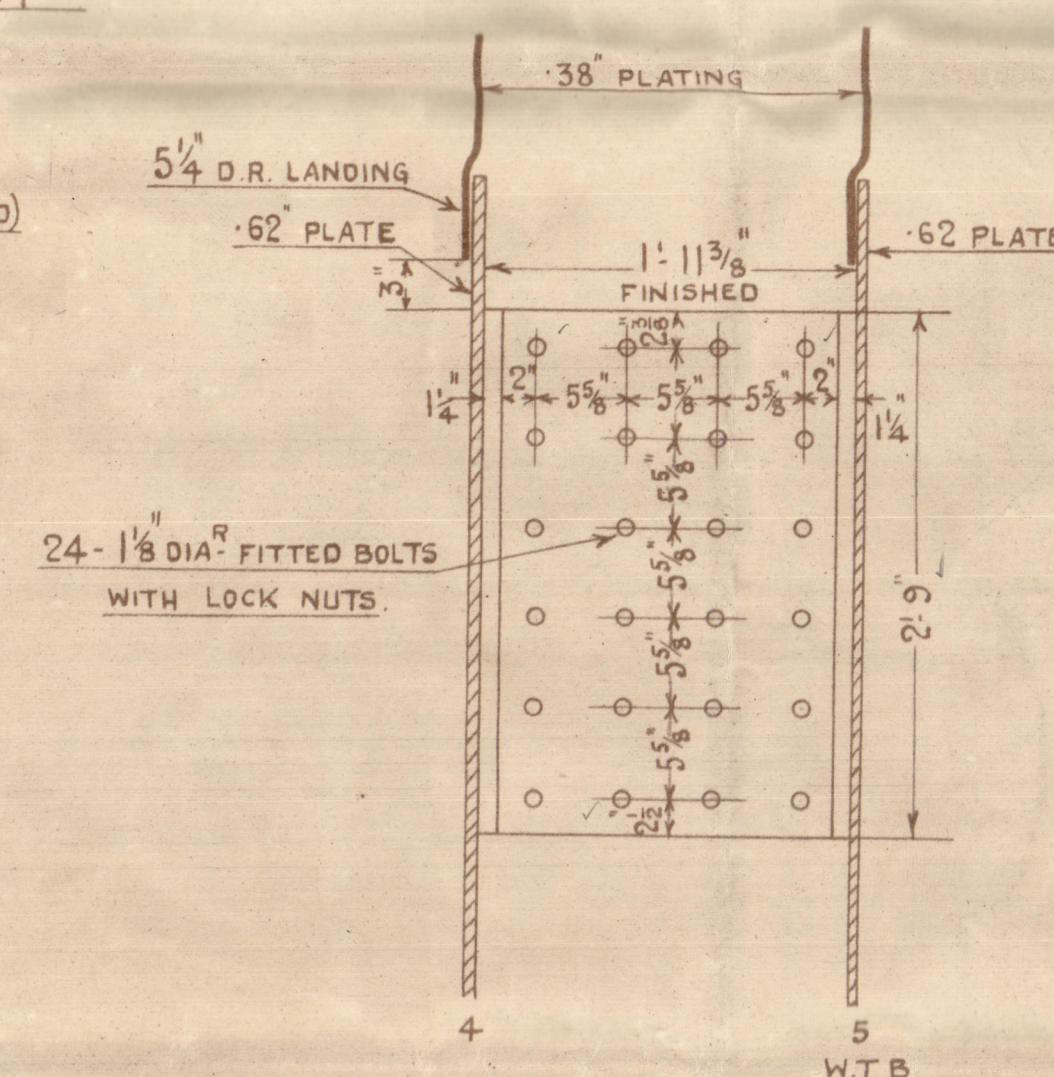 ·38" PLATING
5¼" D.R. LANDING
·62" PLATE
3"
1'- 11⅜"
FINISHED
·62 PLATE
2⅜"
1¼"
2"
5⅝"
5⅝"
5⅝"
2"
1¼"
5⅝"
5⅝"
5⅝"
5⅝"
2½"
2'- 9"
24 - 1⅛" DIAᴿ FITTED BOLTS
WITH LOCK NUTS.
4
5
W.T.B